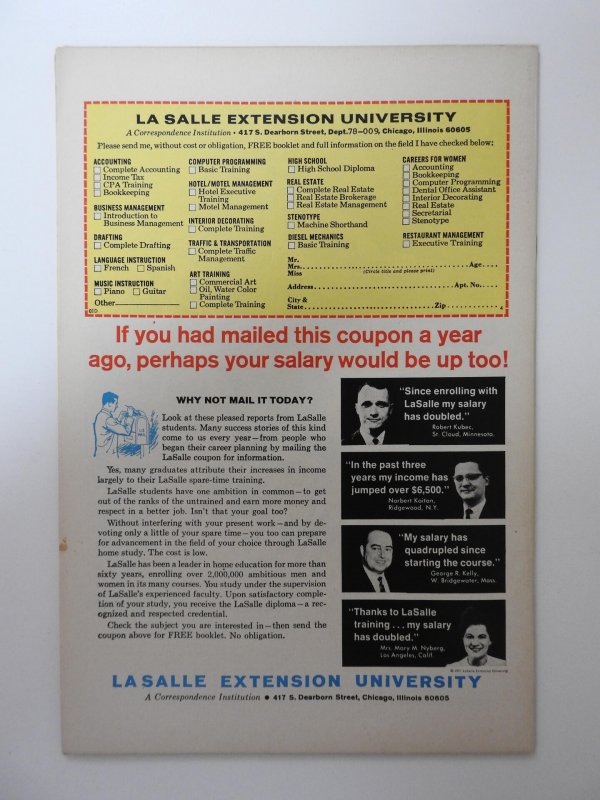 LA SALLE EXTENSION UNIVERSITY
A Correspondence Institution • 417 S. Dearborn Street, Dept. 78-009, Chicago, Illinois 60605
Please send me, without cost or obligation, FREE booklet and full information on the field I have checked below:
ACCOUNTING
Complete Accounting
Income Tax
CPA Training
Bookkeeping
BUSINESS MANAGEMENT
Introduction to
Business Management
DRAFTING
Complete Drafting
LANGUAGE INSTRUCTION
French Spanish
MUSIC INSTRUCTION
Piano Guitar
Other
COMPUTER PROGRAMMING
Basic Training
HOTEL/MOTEL MANAGEMENT
Hotel Executive
Training
Motel Management
INTERIOR DECORATING
Complete Training
TRAFFIC & TRANSPORTATION
Complete Traffic
Management
ART TRAINING
Commercial Art
Oil, Water Color
Painting
Complete Training
HIGH SCHOOL
High School Diploma
REAL ESTATE
Complete Real Estate
Real Estate Brokerage
Real Estate Management
STENOTYPE
Machine Shorthand
DIESEL MECHANICS
Basic Training
CAREERS FOR WOMEN
Accounting
Bookkeeping
Computer Programming
Dental Office Assistant
Interior Decorating
Real Estate
Secretarial
Stenotype
RESTAURANT MANAGEMENT
Executive Training
Mr.
Mrs. Age
Miss (Circle title and please print)
Address Apt. No.
City &
State Zip
If you had mailed this coupon a year
ago, perhaps your salary would be up too!
WHY NOT MAIL IT TODAY?
Look at these pleased reports from LaSalle
students. Many success stories of this kind
come to us every year—from people who
began their career planning by mailing the
LaSalle coupon for information.
Yes, many graduates attribute their increases in income
largely to their LaSalle spare-time training.
LaSalle students have one ambition in common—to get
out of the ranks of the untrained and earn more money and
respect in a better job. Isn't that your goal too?
Without interfering with your present work—and by de-
voting only a little of your spare time—you too can prepare
for advancement in the field of your choice through LaSalle
home study. The cost is low.
LaSalle has been a leader in home education for more than
sixty years, enrolling over 2,000,000 ambitious men and
women in its many courses. You study under the supervision
of LaSalle's experienced faculty. Upon satisfactory comple-
tion of your study, you receive the LaSalle diploma—a rec-
ognized and respected credential.
Check the subject you are interested in—then send the
coupon above for FREE booklet. No obligation.
"Since enrolling with
LaSalle my salary
has doubled."
Robert Kubec,
St. Cloud, Minnesota.
"In the past three
years my income has
jumped over $6,500."
Norbert Kaitan,
Ridgewood, N.Y.
"My salary has
quadrupled since
starting the course."
George R. Kelly,
W. Bridgewater, Mass.
"Thanks to LaSalle
training . . . my salary
has doubled."
Mrs. Mary M. Nyberg,
Los Angeles, Calif.
LASALLE EXTENSION UNIVERSITY
A Correspondence Institution • 417 S. Dearborn Street, Chicago, Illinois 60605